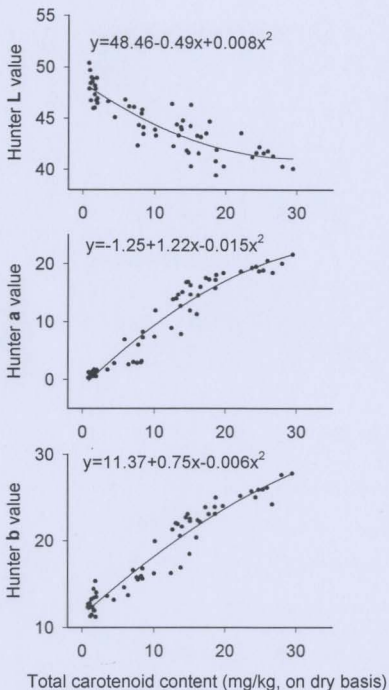 55
y=48.46-0.49x+0.008x²
50
45
40
Hunter L value
0 10 20 30
y=-1.25+1.22x-0.015x²
20
10
0
Hunter a value
0 10 20 30
30
y=11.37+0.75x-0.006x²
20
10
Hunter b value
0 10 20 30
Total carotenoid content (mg/kg, on dry basis)